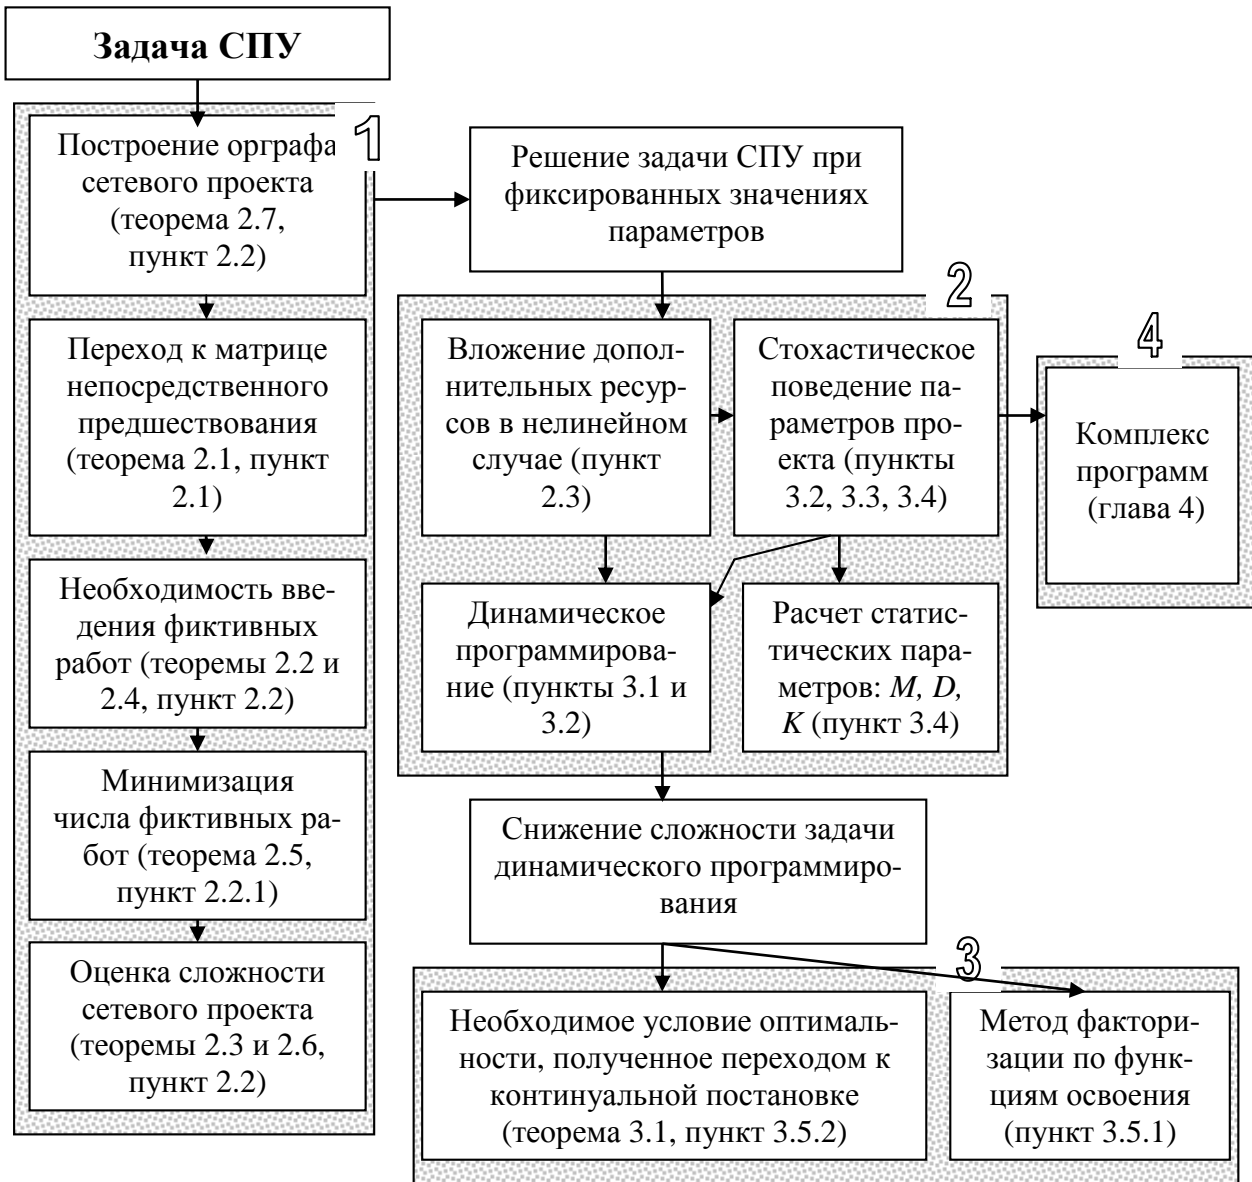 Задача СПУ
1
Построение орграфа
сетевого проекта
(теорема 2.7,
пункт 2.2)
Переход к матрице
непосредственного
предшествования
(теорема 2.1, пункт
2.1)
Необходимость вве-
дения фиктивных
работ (теоремы 2.2 и
2.4, пункт 2.2)
Минимизация
числа фиктивных ра-
бот (теорема 2.5,
пункт 2.2.1)
Оценка сложности
сетевого проекта
(теоремы 2.3 и 2.6,
пункт 2.2)
Решение задачи СПУ при
фиксированных значениях
параметров
2
Вложение допол-
нительных ресур-
сов в нелинейном
случае (пункт
2.3)
Стохастическое
поведение па-
раметров про-
екта (пункты
3.2, 3.3, 3.4)
Динамическое
программирова-
ние (пункты 3.1 и
3.2)
Расчет статис-
тических пара-
метров: M, D,
K (пункт 3.4)
4
Комплекс
программ
(глава 4)
Снижение сложности задачи
динамического программиро-
вания
3
Необходимое условие оптималь-
ности, полученное переходом к
континуальной постановке
(теорема 3.1, пункт 3.5.2)
Метод фактори-
зации по функ-
циям освоения
(пункт 3.5.1)